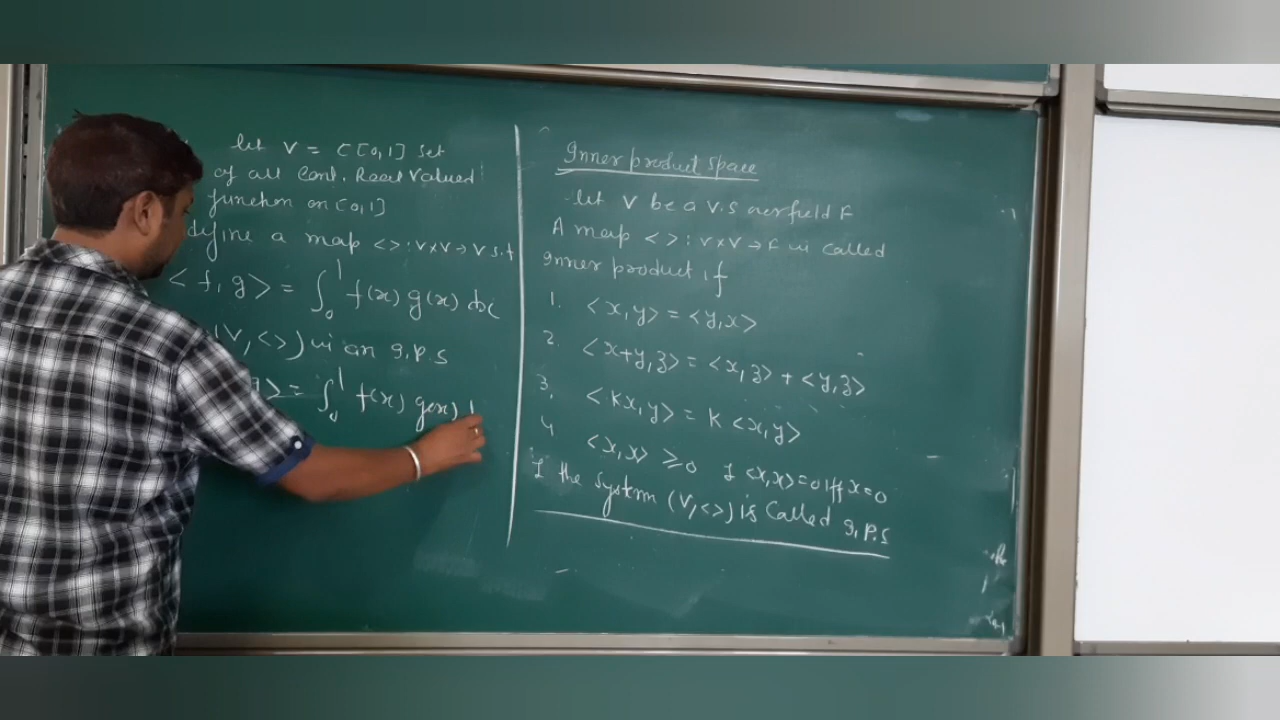 let V = C[0,1] set
of all Cont. Real Valued
function on [0,1]
define a map <>: V×V→V s.t
<f,g> = ∫₀¹ f(x) g(x) dx
(V,<>) is an I.P.S
g> = ∫₀¹ f(x) g(x)
Inner product space
let V be a V.S over field F
A map <>: V×V→F is called
Inner product if
1. <x,y> = <y,x>
2. <x+y,z> = <x,z> + <y,z>
3. <kx,y> = k <x,y>
4 <x,x> ≥0 & <x,x>=0 iff x=0
& the system (V,<>) is called I.P.S